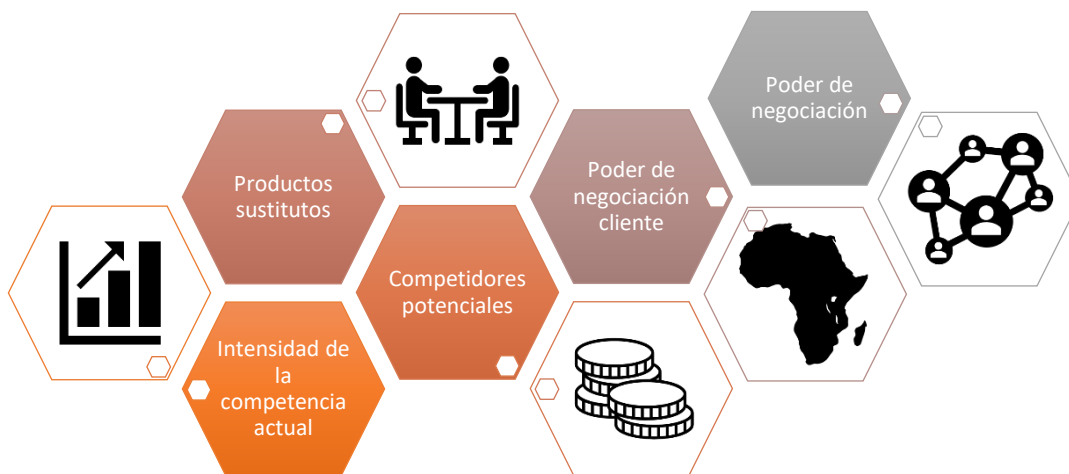 Poder de
negociación
Productos
sustitutos
Poder de
negociación
cliente
Competidores
potenciales
Intensidad de
la
competencia
actual